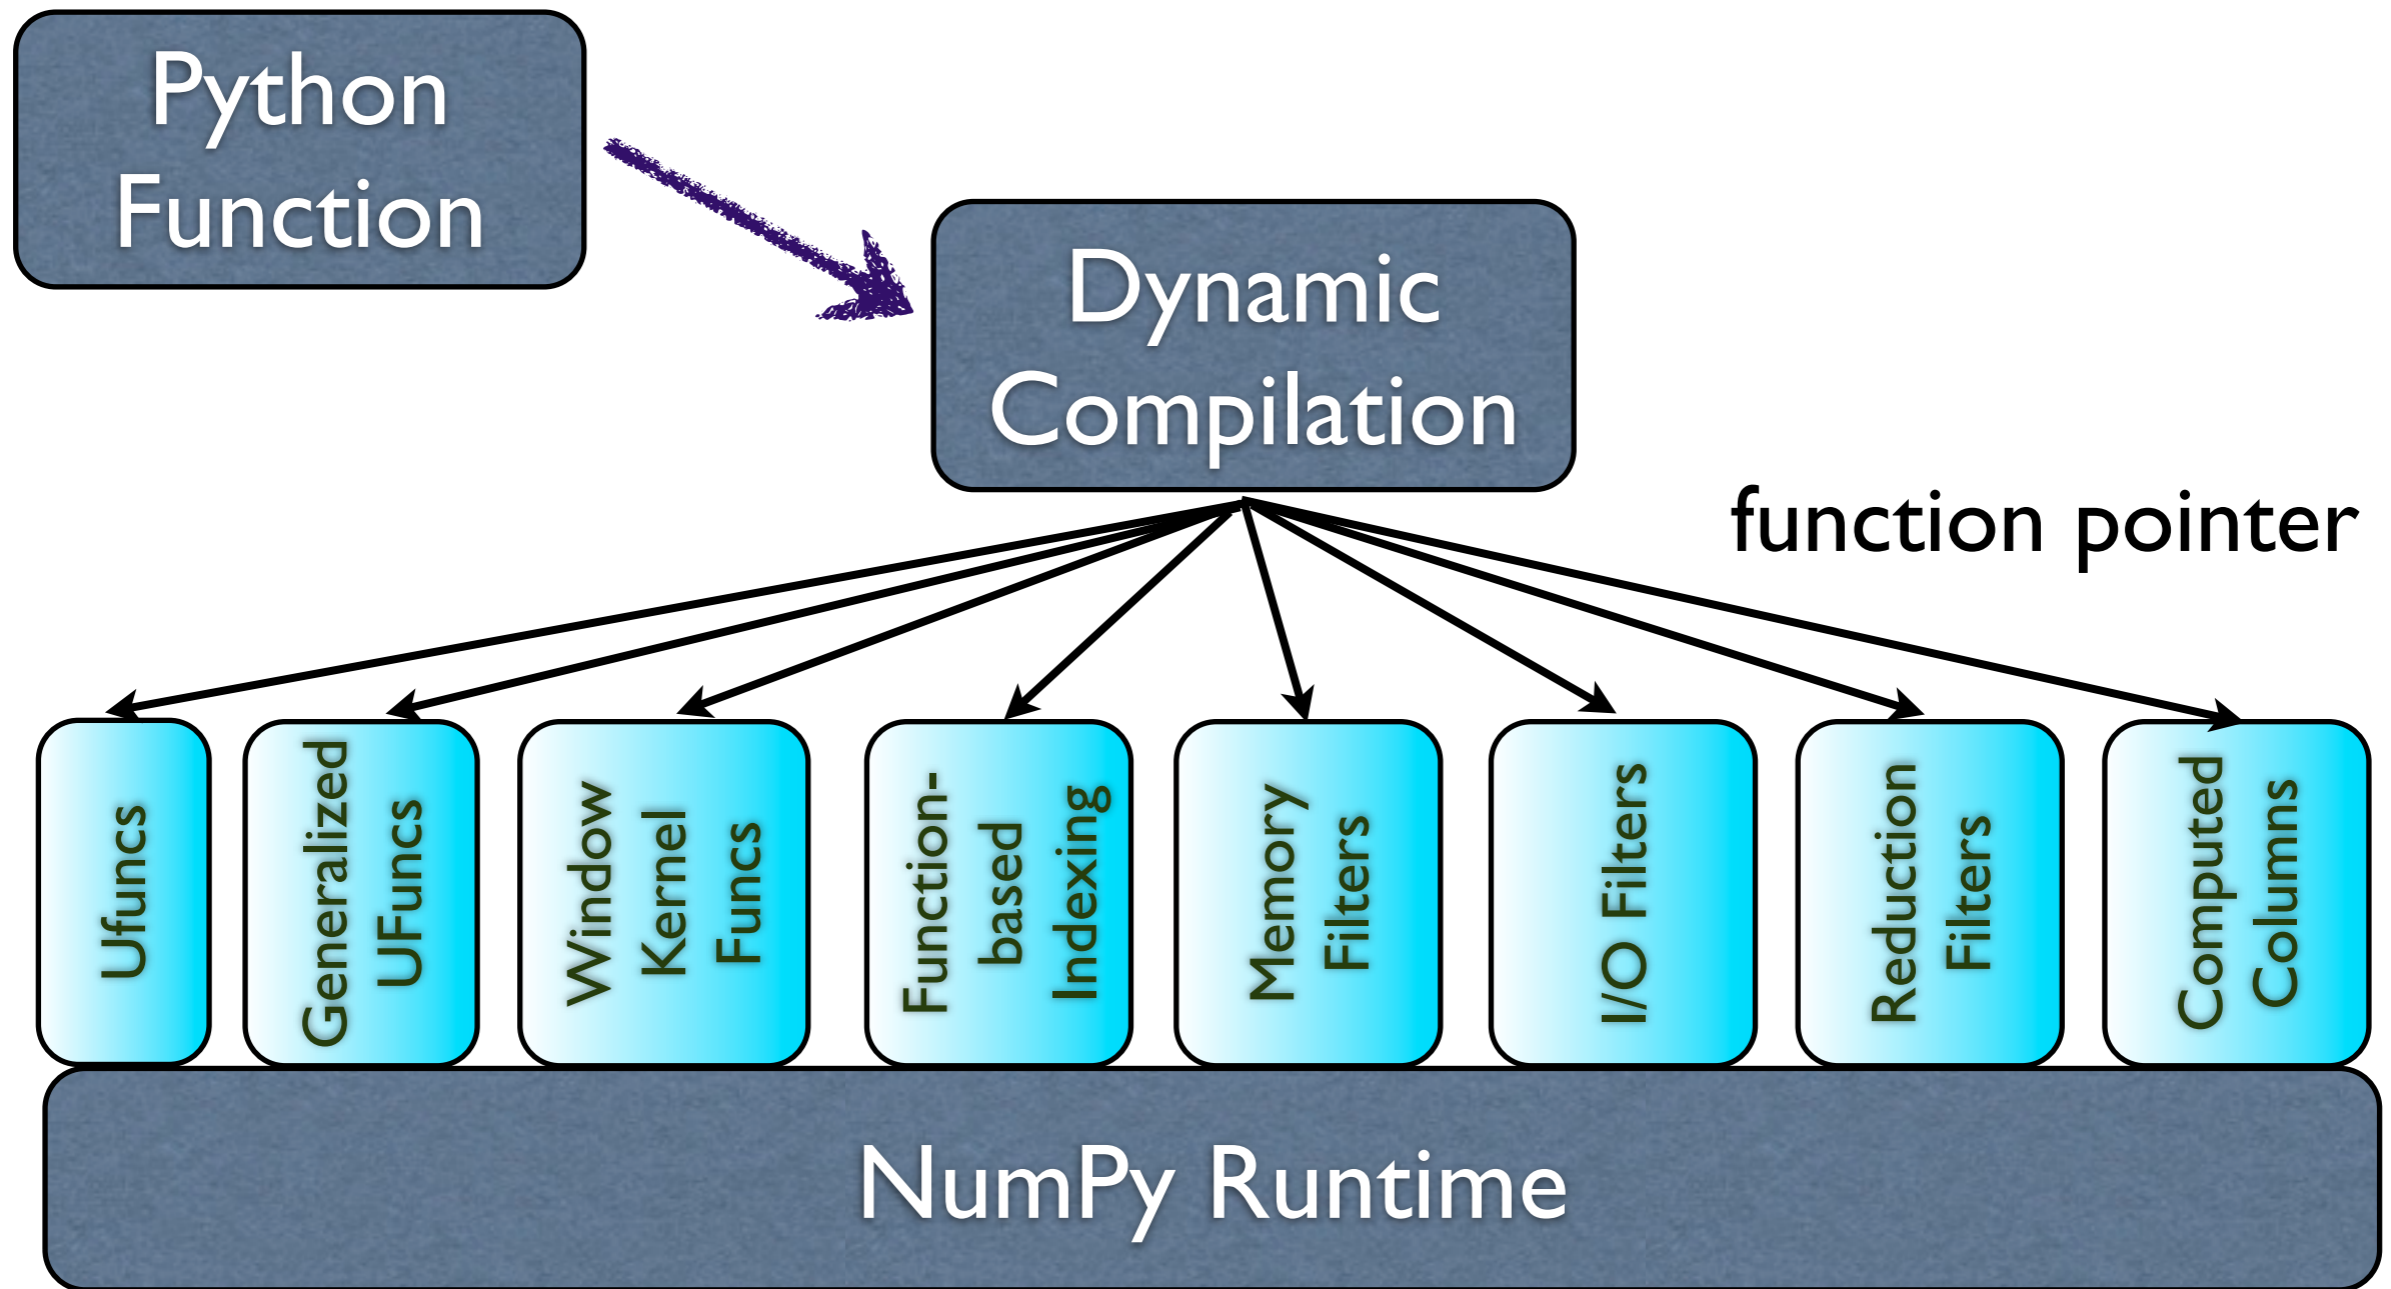 Python
Function
Dynamic
Compilation
function pointer
Ufuncs
Generalized
UFuncs
Window
Kernel
Funcs
Function-
based
Indexing
Memory
Filters
I/O Filters
Reduction
Filters
Computed
Columns
NumPy Runtime